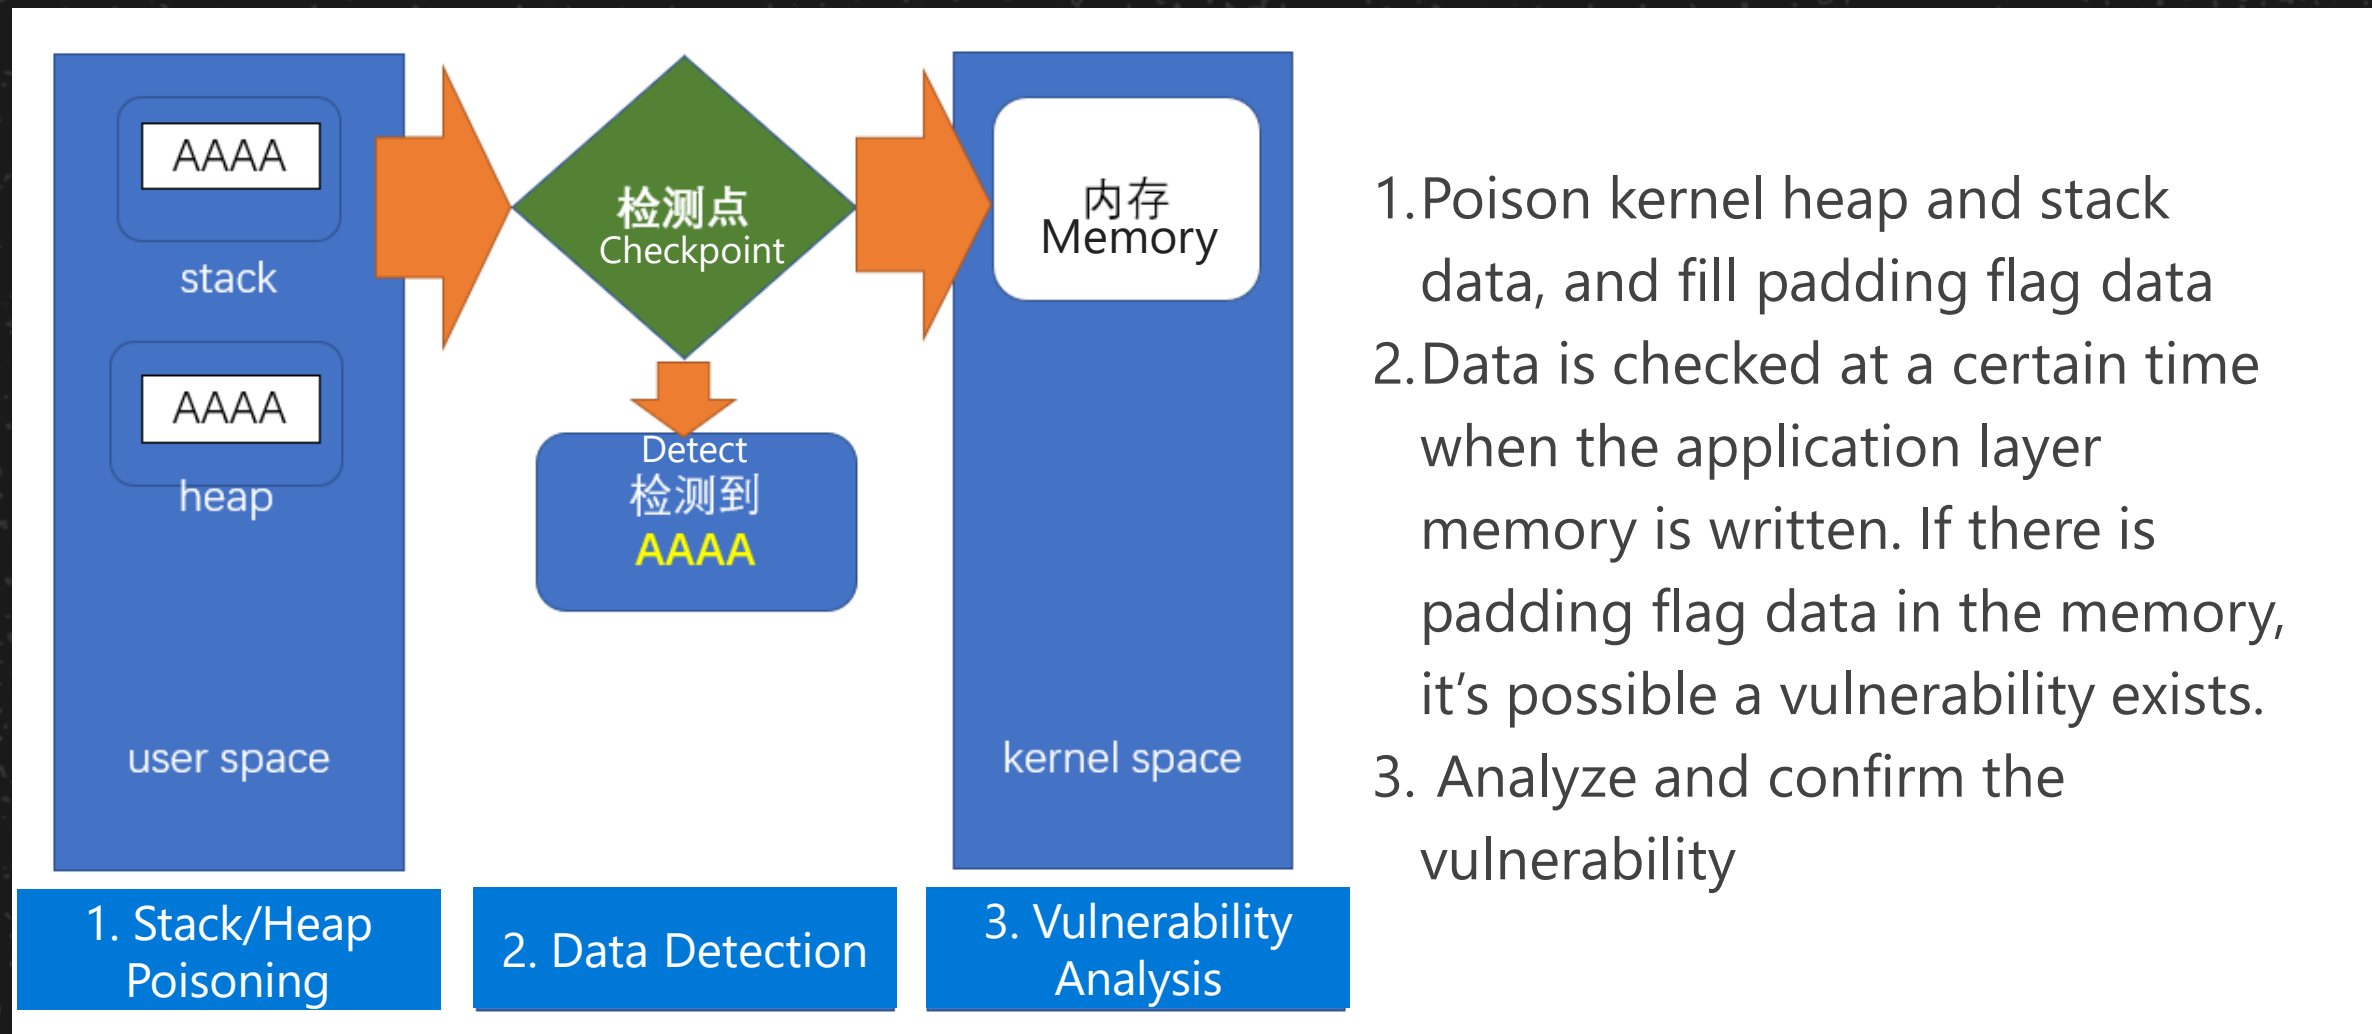 AAAA
stack
AAAA
heap
user space
检测点
Checkpoint
Detect
检测到
AAAA
内存
Memory
kernel space
1. Stack/Heap
Poisoning
2. Data Detection
3. Vulnerability
Analysis
1.Poison kernel heap and stack
data, and fill padding flag data
2.Data is checked at a certain time
when the application layer
memory is written. If there is
padding flag data in the memory,
it’s possible a vulnerability exists.
3. Analyze and confirm the
vulnerability